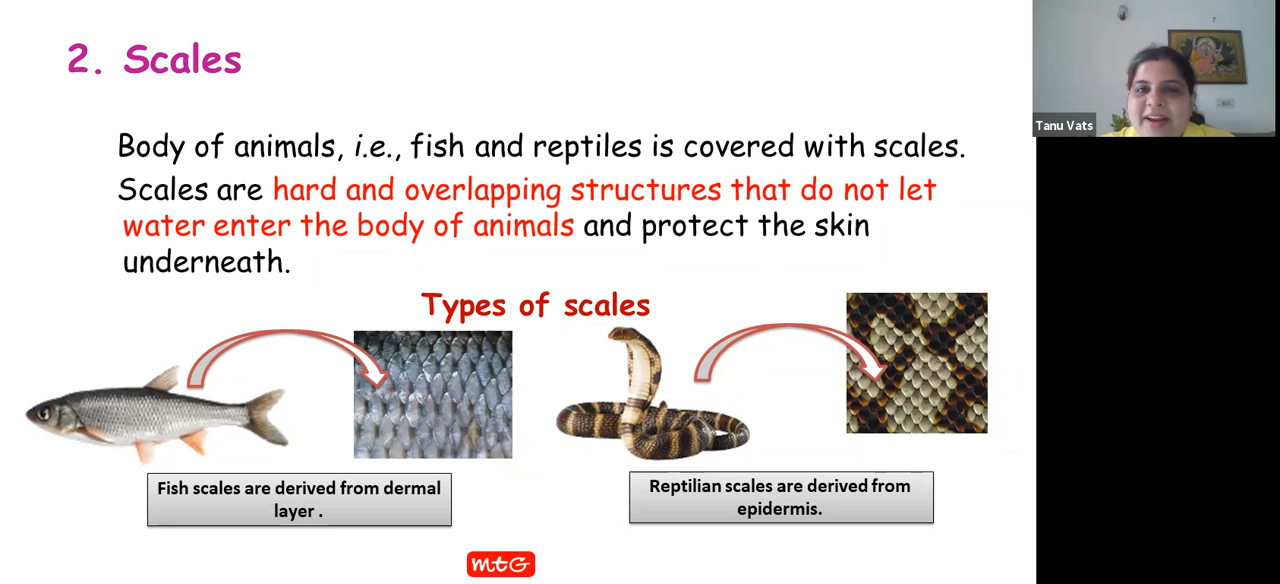 2. Scales
Tanu Vats
Body of animals, i.e., fish and reptiles is covered with scales.
Scales are hard and overlapping structures that do not let
water enter the body of animals and protect the skin
underneath.
Types of scales
Fish scales are derived from dermal
layer .
Reptilian scales are derived from
epidermis.
mtG